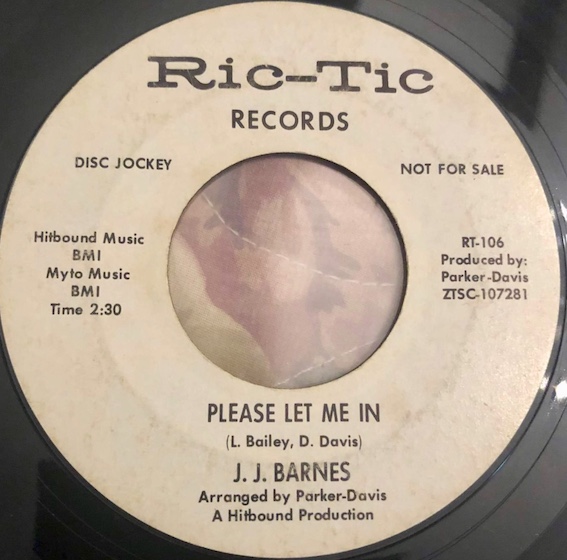 Ric-Tic
RECORDS
DISC JOCKEY
NOT FOR SALE
Hitbound Music
BMI
Myto Music
BMI
Time 2:30
RT-106
Produced by:
Parker-Davis
ZTSC-107281
PLEASE LET ME IN
(L. Bailey, D. Davis)
J. J. BARNES
Arranged by Parker-Davis
A Hitbound Production